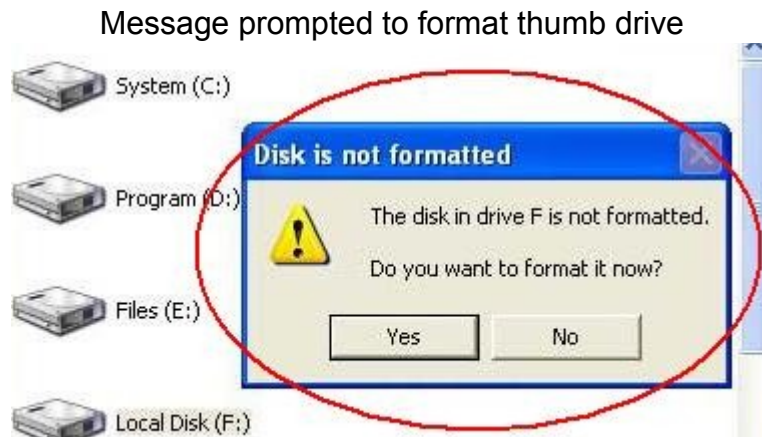 Message prompted to format thumb drive
System (C:)
Disk is not formatted
Program (D:)
The disk in drive F is not formatted.
Do you want to format it now?
Files (E:)
Yes No
Local Disk (F:)